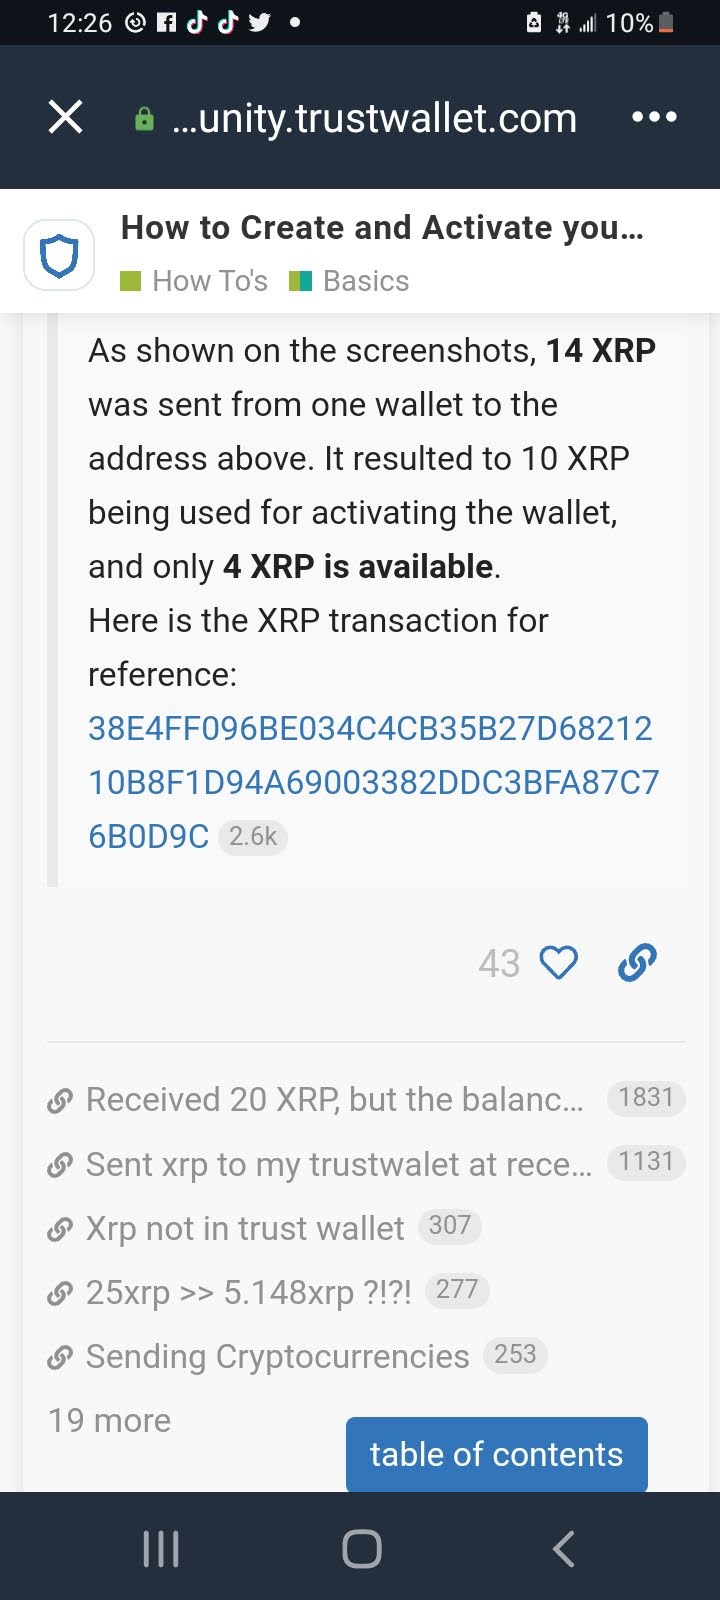 12:26
10%
...unity.trustwallet.com
How to Create and Activate you...
How To's Basics
As shown on the screenshots, 14 XRP
was sent from one wallet to the
address above. It resulted to 10 XRP
being used for activating the wallet,
and only 4 XRP is available.
Here is the XRP transaction for
reference:
38E4FF096BE034C4CB35B27D68212
10B8F1D94A69003382DDC3BFA87C7
6B0D9C 2.6k
43
Received 20 XRP, but the balanc... 1831
Sent xrp to my trustwalet at rece... 1131
Xrp not in trust wallet 307
25xrp >> 5.148xrp ?!?! 277
Sending Cryptocurrencies 253
19 more
table of contents